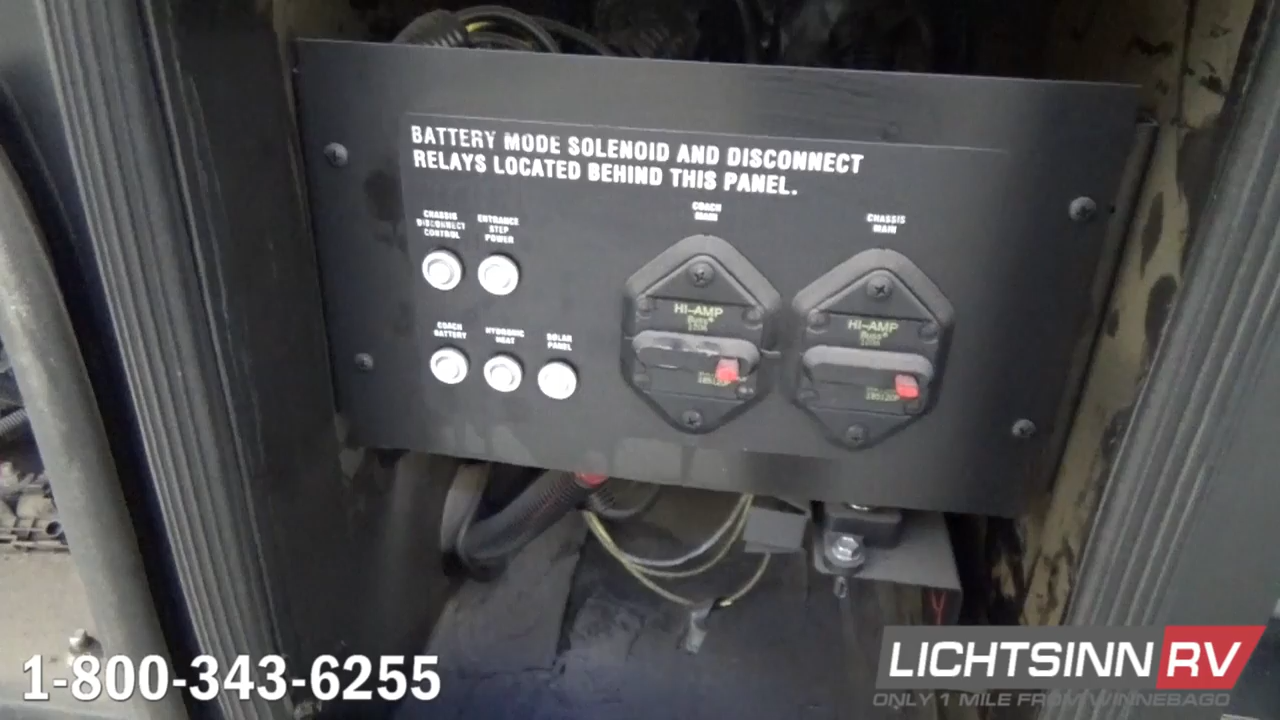 BATTERY MODE SOLENOID AND DISCONNECT
RELAYS LOCATED BEHIND THIS PANEL.
COACH
MAIN
CHASSIS
MAIN
CHASSIS
DISCONNECT
CONTROL
ENTRANCE
STEP
POWER
HI-AMP
Buss®
HI-AMP
Buss®
COACH
BATTERY
HYDRONIC
HEAT
SOLAR
PANEL
1-800-343-6255
LICHTSINN RV
ONLY 1 MILE FROM WINNEBAGO